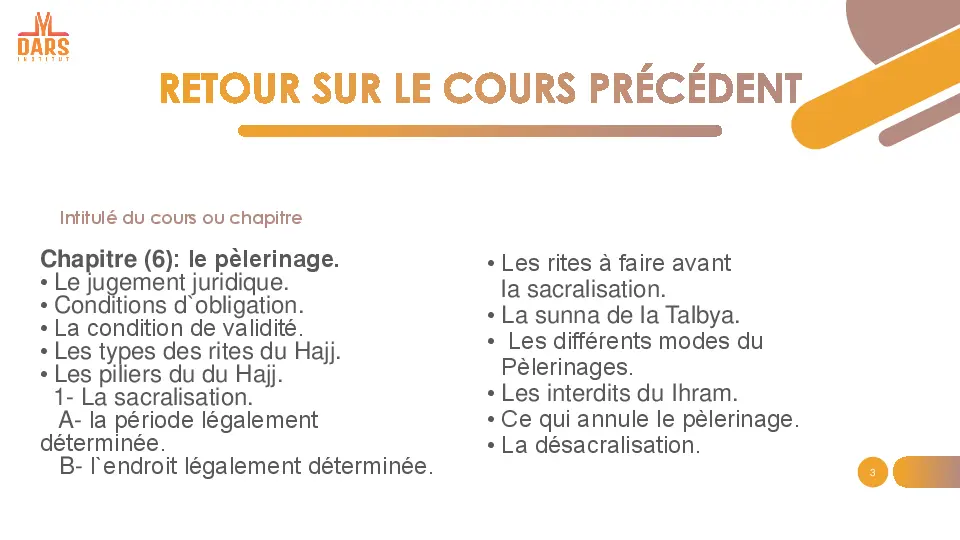 DARS
INSTITUT
RETOUR SUR LE COURS PRÉCÉDENT
Intitulé du cours ou chapitre
Chapitre (6): le pèlerinage.
• Le jugement juridique.
• Conditions d`obligation.
• La condition de validité.
• Les types des rites du Hajj.
• Les piliers du du Hajj.
1- La sacralisation.
A- la période légalement
déterminée.
B- l`endroit légalement déterminée.
• Les rites à faire avant
la sacralisation.
• La sunna de la Talbya.
• Les différents modes du
Pèlerinages.
• Les interdits du Ihram.
• Ce qui annule le pèlerinage.
• La désacralisation.
3